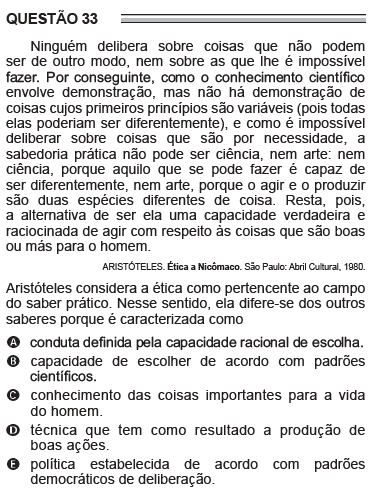 QUESTÃO 33
Ninguém delibera sobre coisas que não podem
ser de outro modo, nem sobre as que lhe é impossível
fazer. Por conseguinte, como o conhecimento científico
envolve demonstração, mas não há demonstração de
coisas cujos primeiros princípios são variáveis (pois todas
elas poderiam ser diferentemente), e como é impossível
deliberar sobre coisas que são por necessidade, a
sabedoria prática não pode ser ciência, nem arte: nem
ciência, porque aquilo que se pode fazer é capaz de
ser diferentemente, nem arte, porque o agir e o produzir
são duas espécies diferentes de coisa. Resta, pois,
a alternativa de ser ela uma capacidade verdadeira e
raciocinada de agir com respeito às coisas que são boas
ou más para o homem.
ARISTÓTELES. Ética a Nicômaco. São Paulo: Abril Cultural, 1980.
Aristóteles considera a ética como pertencente ao campo
do saber prático. Nesse sentido, ela difere-se dos outros
saberes porque é caracterizada como
A conduta definida pela capacidade racional de escolha.
B capacidade de escolher de acordo com padrões
científicos.
C conhecimento das coisas importantes para a vida
do homem.
D técnica que tem como resultado a produção de
boas ações.
E política estabelecida de acordo com padrões
democráticos de deliberação.